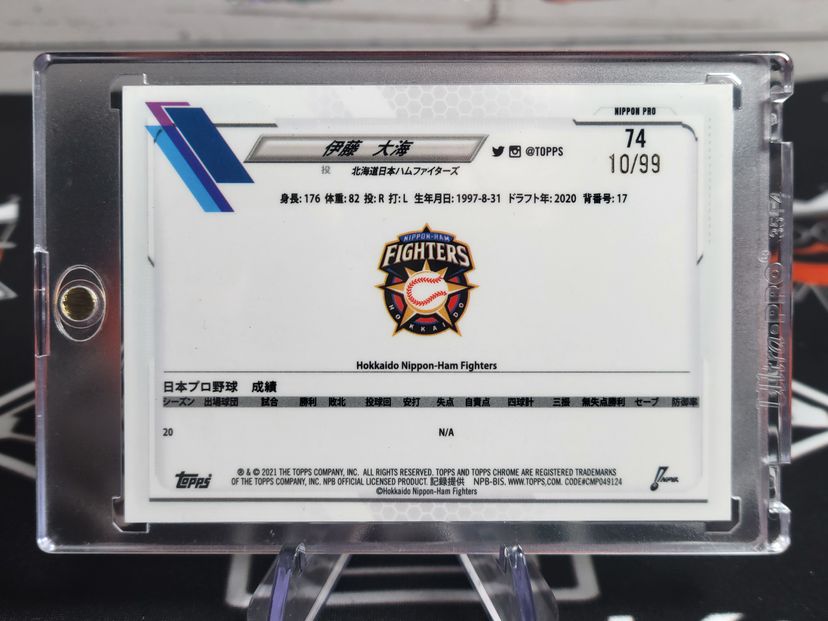 NIPPON PRO
74
10/99
伊藤 大海
@TOPPS
投 北海道日本ハムファイターズ
身長: 176 体重: 82 投: R 打: L 生年月日: 1997-8-31 ドラフト年: 2020 背番号: 17
NIPPON-HAM
FIGHTERS
HOKKAIDO
Hokkaido Nippon-Ham Fighters
日本プロ野球 成績
シーズン 出場球団 試合 勝利 敗北 投球回 安打 失点 自責点 四球計 三振 無失点勝利 セーブ 防御率
20 N/A
® & © 2021 THE TOPPS COMPANY, INC. ALL RIGHTS RESERVED. TOPPS AND TOPPS CHROME ARE REGISTERED TRADEMARKS
OF THE TOPPS COMPANY, INC. NPB OFFICIAL LICENSED PRODUCT. 記録提供 NPB-BIS. WWW.TOPPS.COM. CODE#CMP049124
©Hokkaido Nippon-Ham Fighters
TOPPS
NPB